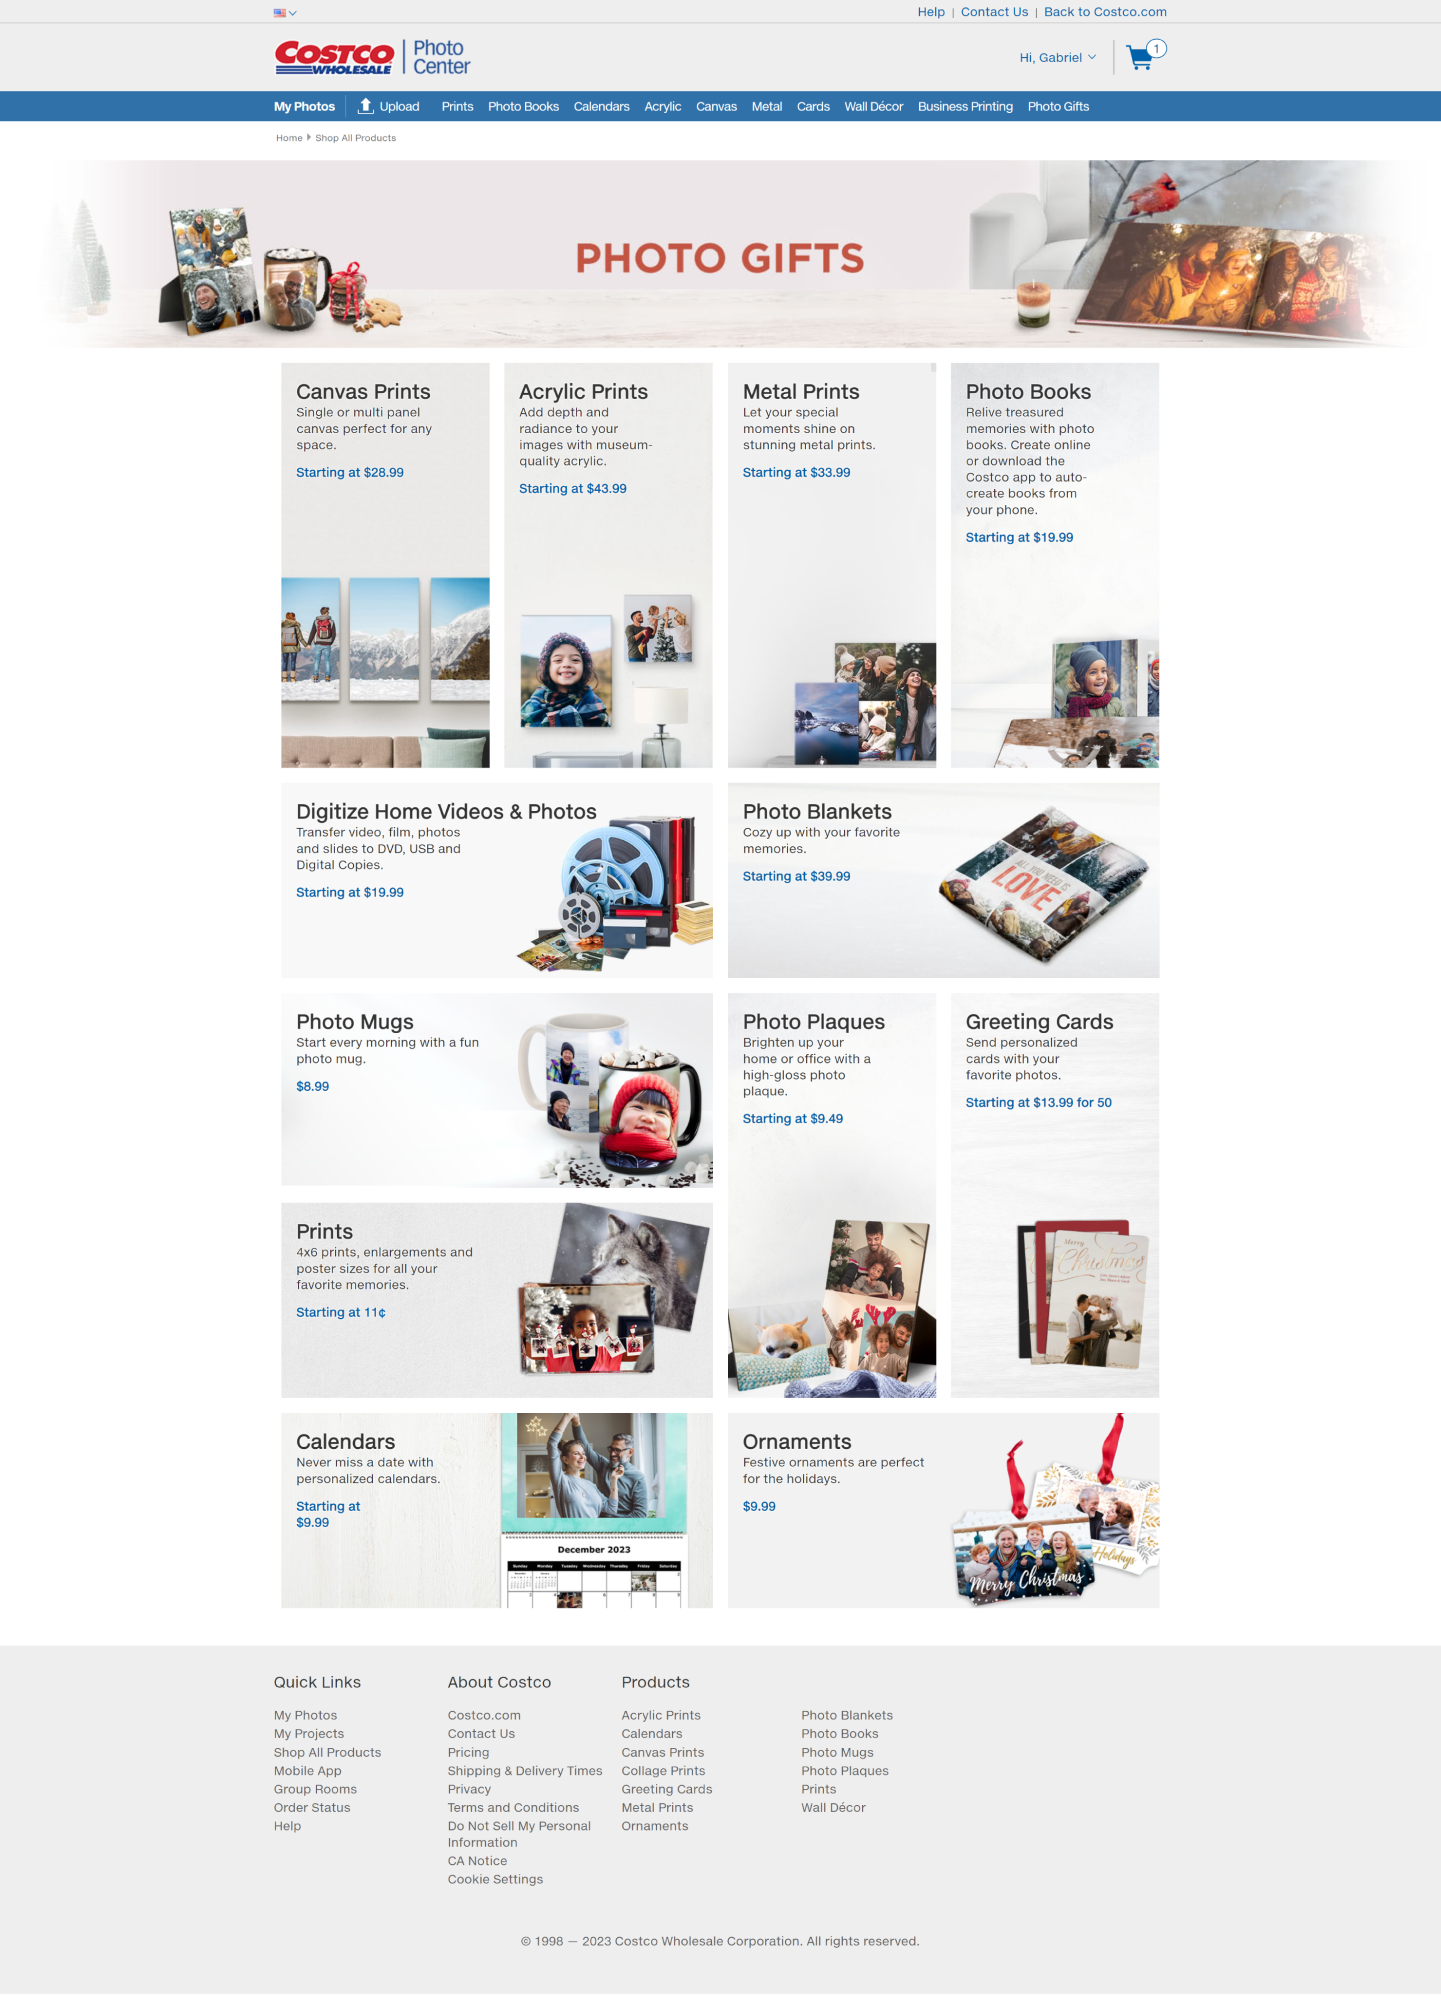 Help | Contact Us | Back to Costco.com
COSTCO
WHOLESALE
Photo
Center
Hi, Gabriel
1
My Photos
Upload Prints Photo Books Calendars Acrylic Canvas Metal Cards Wall Décor Business Printing Photo Gifts
Home Shop All Products
PHOTO GIFTS
Canvas Prints
Single or multi panel
canvas perfect for any
space.
Starting at $28.99
Acrylic Prints
Add depth and
radiance to your
images with museum-
quality acrylic.
Starting at $43.99
Metal Prints
Let your special
moments shine on
stunning metal prints.
Starting at $33.99
Photo Books
Relive treasured
memories with photo
books. Create online
or download the
Costco app to auto-
create books from
your phone.
Starting at $19.99
Digitize Home Videos & Photos
Transfer video, film, photos
and slides to DVD, USB and
Digital Copies.
Starting at $19.99
Photo Blankets
Cozy up with your favorite
memories.
Starting at $39.99
ALL YOU NEED IS
LOVE
Photo Mugs
Start every morning with a fun
photo mug.
$8.99
Photo Plaques
Brighten up your
home or office with a
high-gloss photo
plaque.
Starting at $9.49
Greeting Cards
Send personalized
cards with your
favorite photos.
Starting at $13.99 for 50
Merry
Christmas
Prints
4x6 prints, enlargements and
poster sizes for all your
favorite memories.
Starting at 11¢
Calendars
Never miss a date with
personalized calendars.
Starting at
$9.99
December 2023
Sunday Monday Tuesday Wednesday Thursday Friday Saturday
Ornaments
Festive ornaments are perfect
for the holidays.
$9.99
Holidays
Merry Christmas
Quick Links
My Photos
My Projects
Shop All Products
Mobile App
Group Rooms
Order Status
Help
About Costco
Costco.com
Contact Us
Pricing
Shipping & Delivery Times
Privacy
Terms and Conditions
Do Not Sell My Personal
Information
CA Notice
Cookie Settings
Products
Acrylic Prints
Calendars
Canvas Prints
Collage Prints
Greeting Cards
Metal Prints
Ornaments
Photo Blankets
Photo Books
Photo Mugs
Photo Plaques
Prints
Wall Décor
© 1998 — 2023 Costco Wholesale Corporation. All rights reserved.